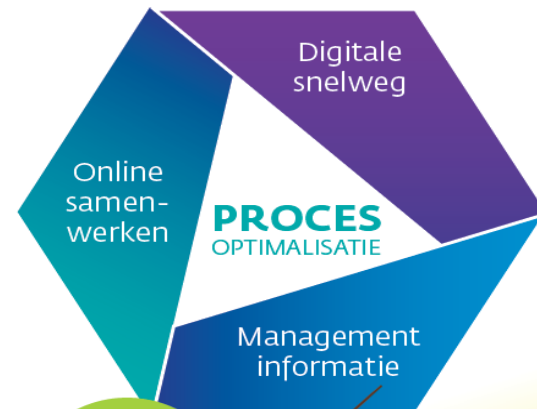 Digitale
snelweg
Online
samen-
werken
PROCES
OPTIMALISATIE
Management
informatie